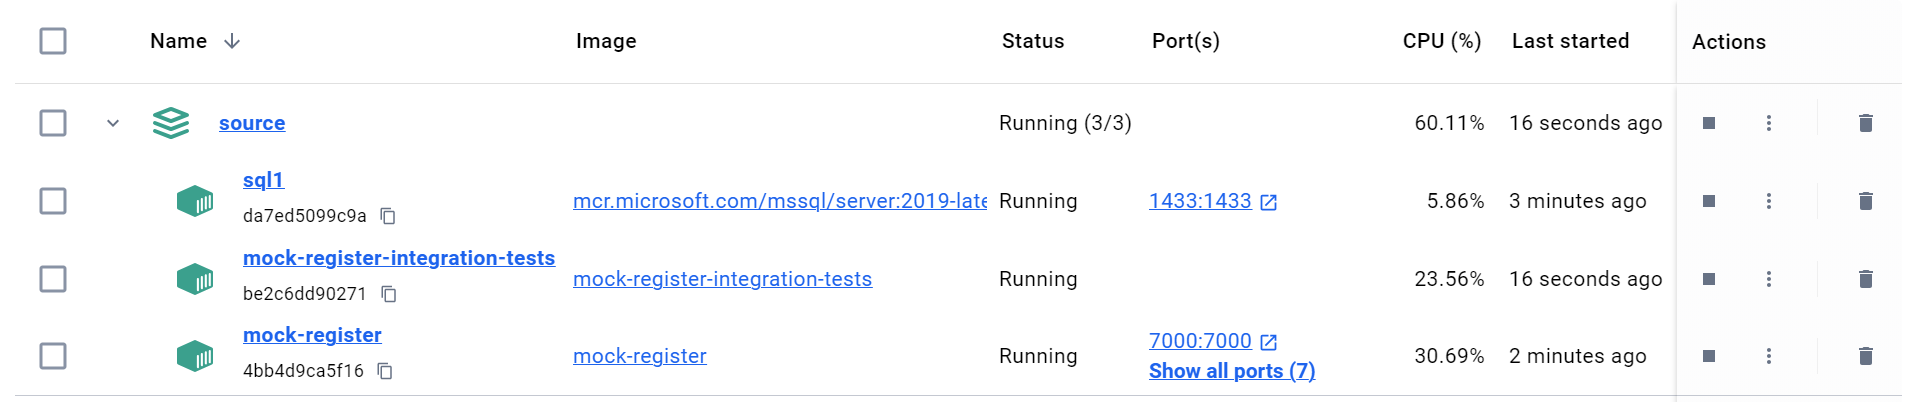 Name Image Status Port(s) CPU (%) Last started Actions
source Running (3/3) 60.11% 16 seconds ago
sql1
da7ed5099c9a mcr.microsoft.com/mssql/server:2019-late Running 1433:1433 5.86% 3 minutes ago
mock-register-integration-tests
be2c6dd90271 mock-register-integration-tests Running 23.56% 16 seconds ago
mock-register
4bb4d9ca5f16 mock-register Running 7000:7000 30.69% 2 minutes ago
Show all ports (7)